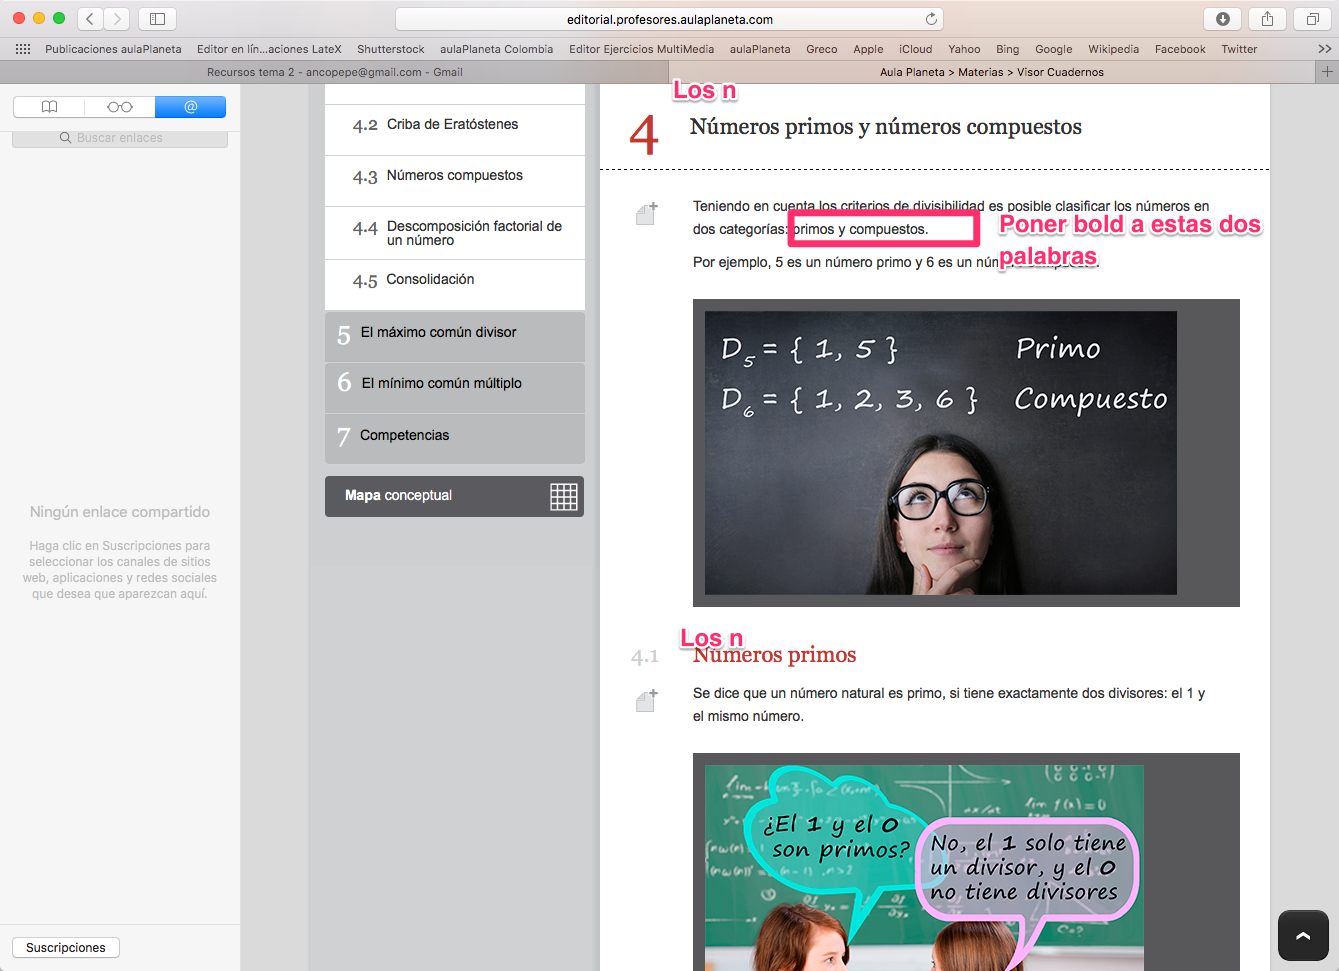 editorial.profesores.aulaplaneta.com
Publicaciones aulaPlaneta Editor en lín...aciones LateX Shutterstock aulaPlaneta Colombia Editor Ejercicios MultiMedia aulaPlaneta Greco Apple iCloud Yahoo Bing Google Wikipedia Facebook Twitter
Recursos tema 2 - ancopepe@gmail.com - Gmail
Aula Planeta > Materias > Visor Cuadernos
@
Buscar enlaces
Ningún enlace compartido
Haga clic en Suscripciones para
seleccionar los canales de sitios
web, aplicaciones y redes sociales
que desea que aparezcan aquí.
Suscripciones
4.2 Criba de Eratóstenes
4.3 Números compuestos
4.4 Descomposición factorial de
un número
4.5 Consolidación
5 El máximo común divisor
6 El mínimo común múltiplo
7 Competencias
Mapa conceptual
Los n
4 Números primos y números compuestos
Teniendo en cuenta los criterios de divisibilidad es posible clasificar los números en
dos categorías: primos y compuestos.
Poner bold a estas dos
palabras
Por ejemplo, 5 es un número primo y 6 es un
D5 = { 1, 5 } Primo
D6 = { 1, 2, 3, 6 } Compuesto
Los n
4.1 Números primos
Se dice que un número natural es primo, si tiene exactamente dos divisores: el 1 y
el mismo número.
¿El 1 y el 0
son primos?
No, el 1 solo tiene
un divisor, y el 0
no tiene divisores